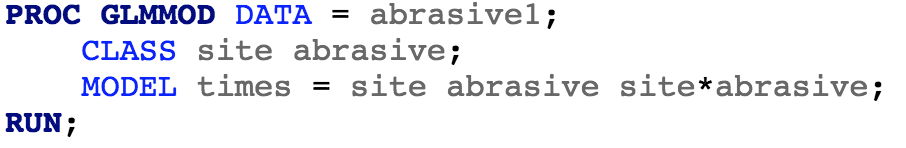 PROC GLMMOD DATA = abrasive1;
CLASS site abrasive;
MODEL times = site abrasive site*abrasive;
RUN;